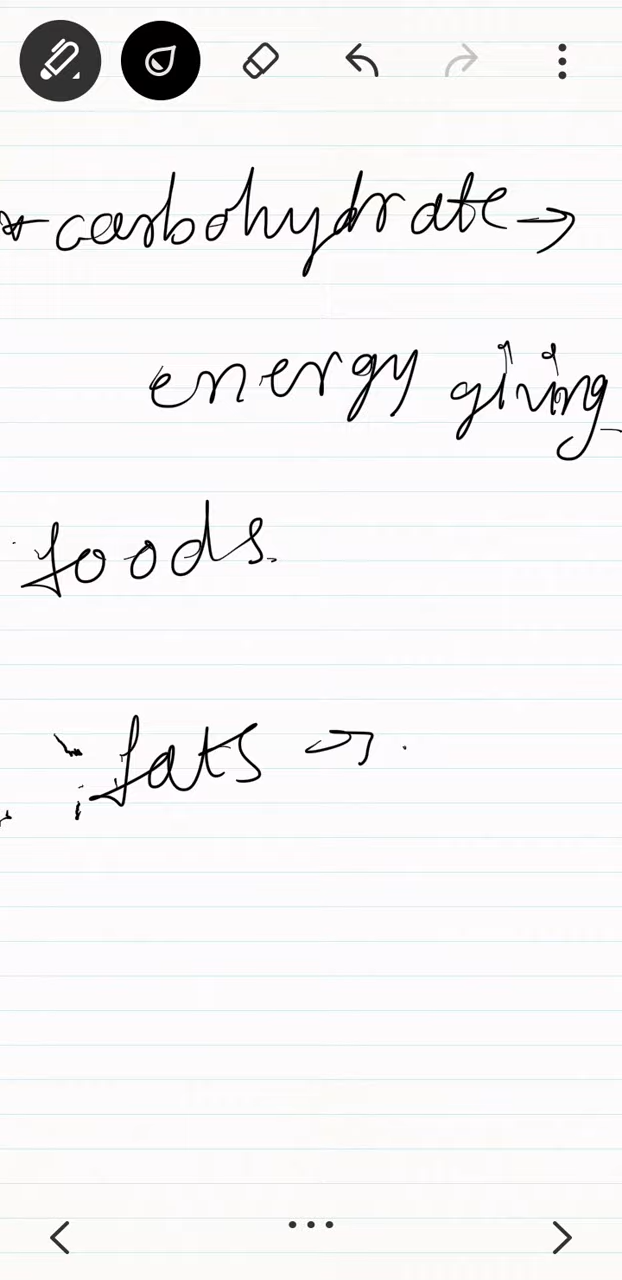 * carbohydrate →
energy giving
foods.
fats →